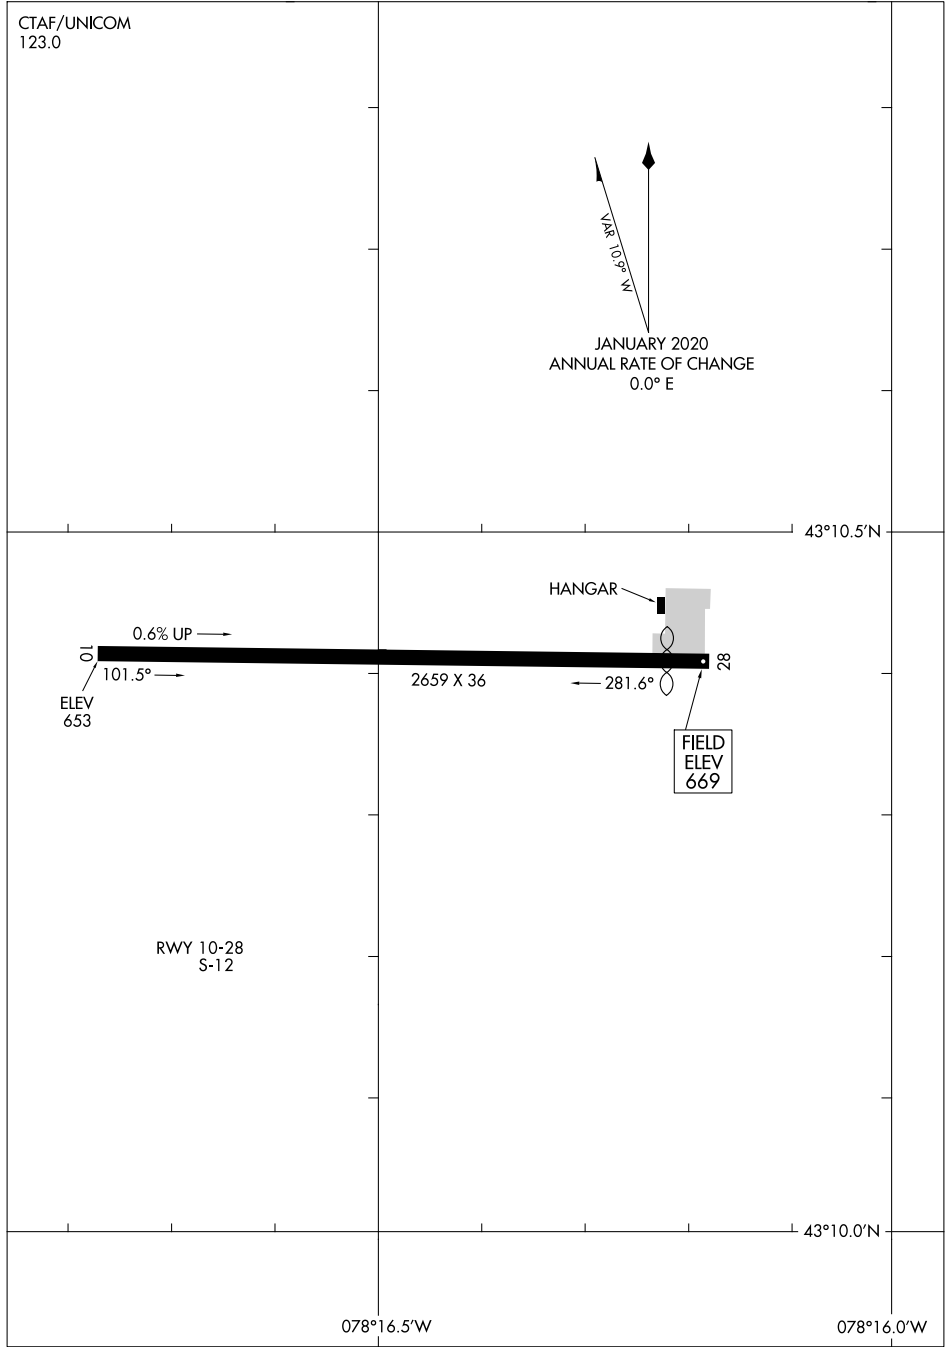 CTAF/UNICOM
123.0
VAR 10.9° W
JANUARY 2020
ANNUAL RATE OF CHANGE
0.0° E
43°10.5'N
HANGAR
0.6% UP
10
28
101.5°
2659 X 36
281.6°
ELEV
653
FIELD
ELEV
669
RWY 10-28
S-12
43°10.0'N
078°16.5'W
078°16.0'W